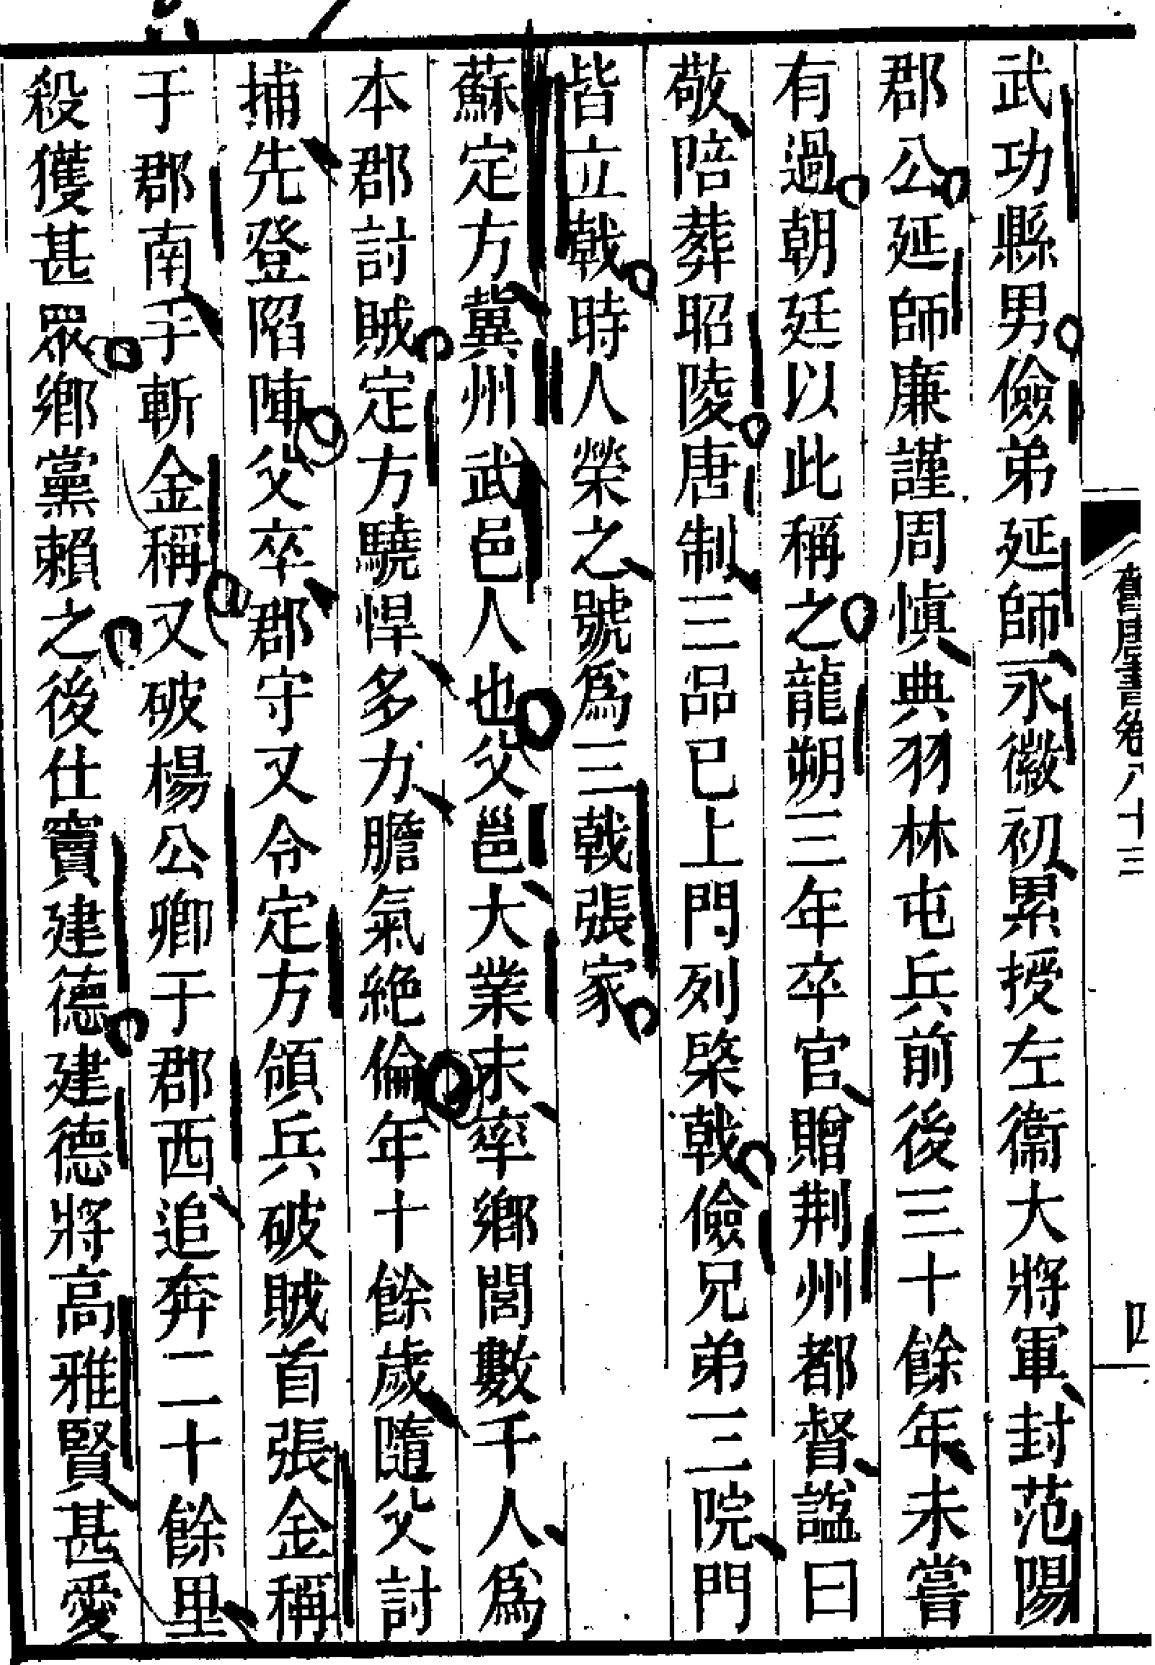 武功縣男儉弟延師永徽初累授左衞大將軍封范陽
郡公延師廉謹周愼典羽林屯兵前後三十餘年未嘗
有過朝廷以此稱之龍朔三年卒官贈荆州都督諡曰
敬陪葬昭陵唐制三品已上門列棨戟儉兄弟三院門
皆立戟時人榮之號爲三戟張家
蘇定方冀州武邑人也父邕大業末率鄉閭數千人爲
本郡討賊定方驍悍多力膽氣絶倫年十餘歲隨父討
捕先登陷陣父卒郡守又令定方領兵破賊首張金稱
于郡南手斬金稱又破楊公卿于郡西追奔二十餘里
殺獲甚眾鄉黨賴之後仕竇建德建德將高雅賢甚愛
舊唐書卷八十三
四